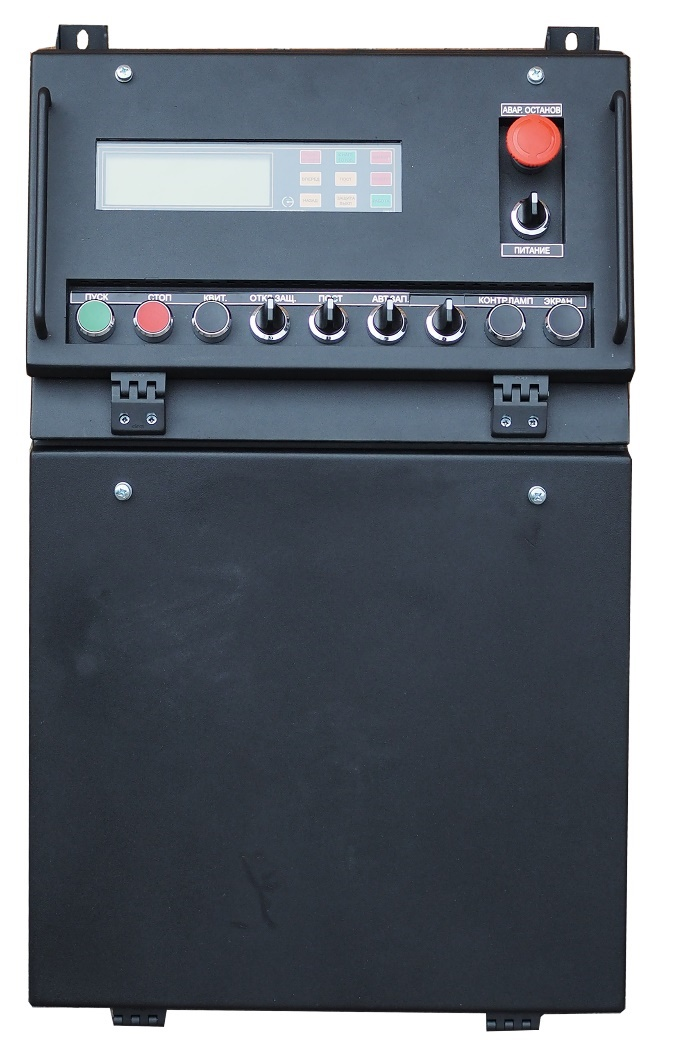 АВАР. ОСТАНОВ
ПИТАНИЕ
ПУСК
СТОП
КВИТ.
ОТКЛ.ЗАЩ.
ПОСТ
АВТ.ЗАП.
КОНТР.ЛАМП
ЭКРАН